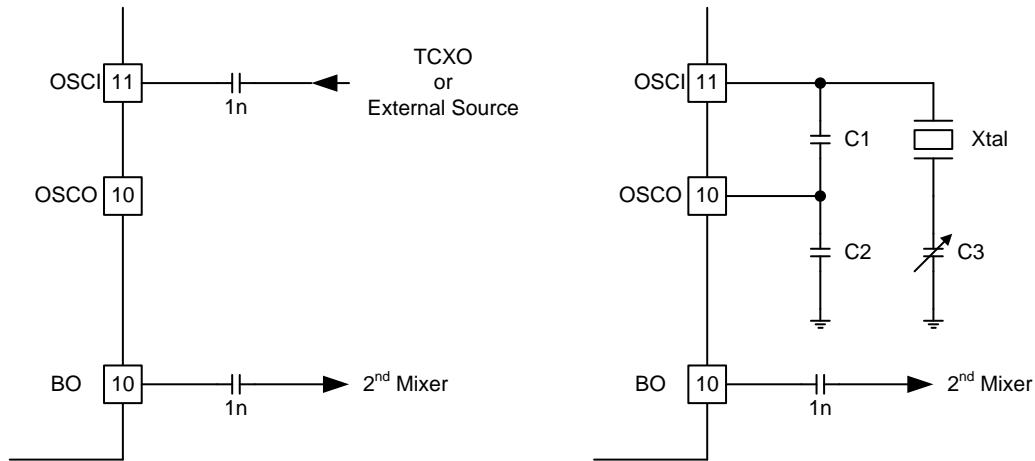 OSCI 11
1n
TCXO
or
External Source
OSCO 10
BO 10
1n
2nd Mixer
OSCI 11
C1
Xtal
OSCO 10
C2
C3
BO 10
1n
2nd Mixer